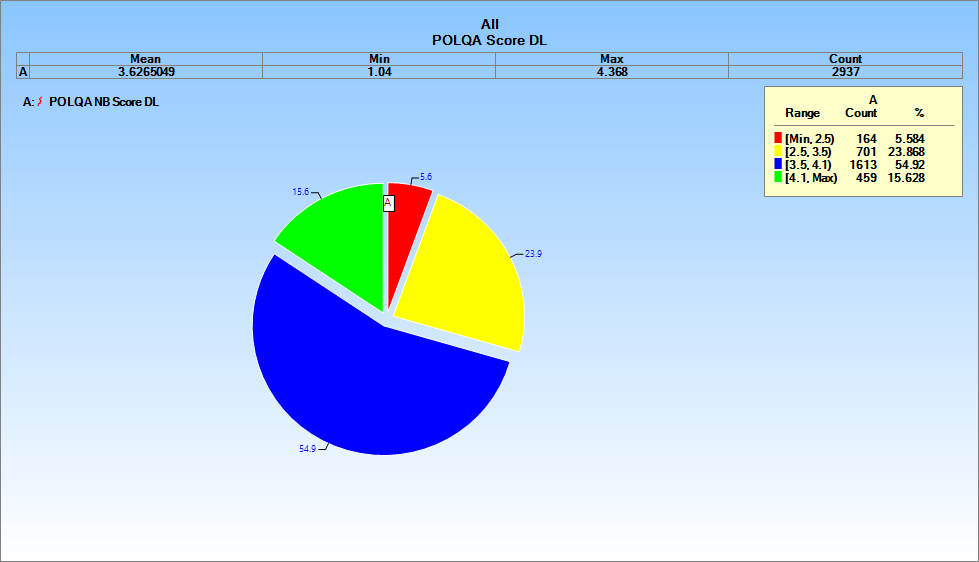 All
POLQA Score DL
Mean Min Max Count
A 3.6265049 1.04 4.368 2937
A: POLQA NB Score DL
A
Range Count %
[Min, 2.5) 164 5.584
[2.5, 3.5) 701 23.868
[3.5, 4.1) 1613 54.92
[4.1, Max) 459 15.628
5.6
15.6
A
23.9
54.9